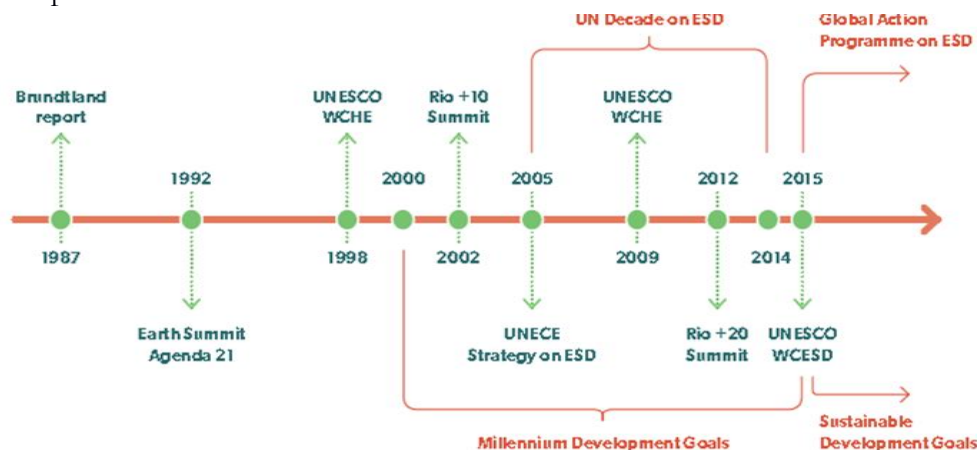 UN Decade on ESD
Global Action
Programme on ESD
Brundtland
report
UNESCO
WCHE
Rio +10
Summit
UNESCO
WCHE
1992
2000
2005
2012
2015
1987
1998
2002
2009
2014
Earth Summit
Agenda 21
UNECE
Strategy on ESD
Rio +20
Summit
UNESCO
WCESD
Millennium Development Goals
Sustainable
Development Goals